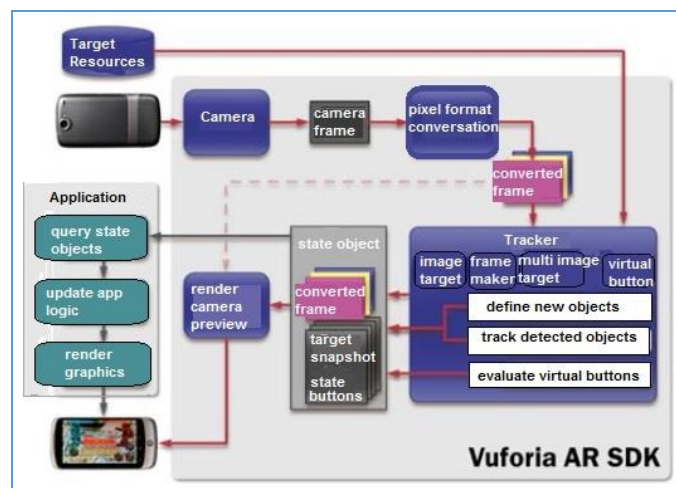 Target
Resources
Camera
camera
frame
pixel format
conversation
converted
frame
Application
query state
objects
update app
logic
render
graphics
render
camera
preview
state object
converted
frame
target
snapshot
state
buttons
Tracker
image
target
frame
maker
multi image
target
virtual
button
define new objects
track detected objects
evaluate virtual buttons
Vuforia AR SDK